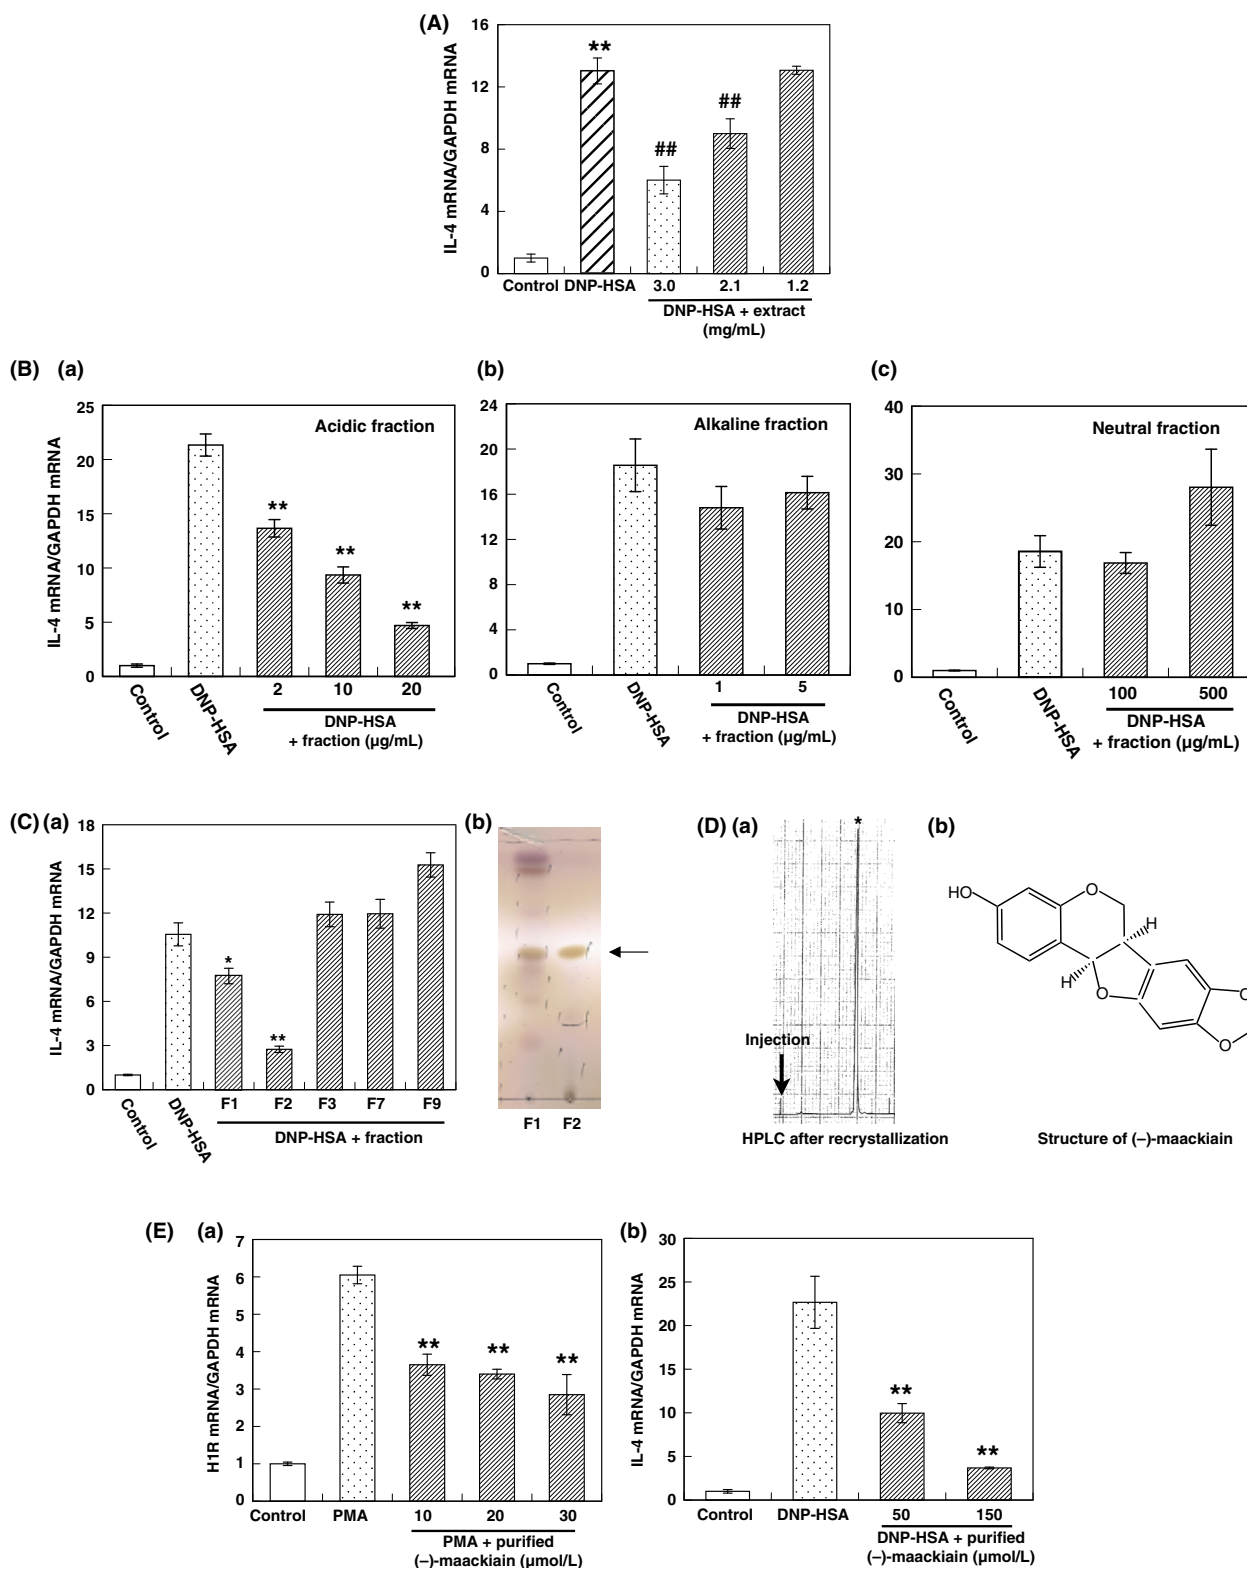 (A)
IL-4 mRNA/GAPDH mRNA
16
12
8
4
0
**
##
##
Control DNP-HSA 3.0 2.1 1.2
DNP-HSA + extract
(mg/mL)
(B) (a)
IL-4 mRNA/GAPDH mRNA
25
20
15
10
5
0
Acidic fraction
**
**
**
Control DNP-HSA 2 10 20
DNP-HSA
+ fraction (µg/mL)
(b)
24
20
16
12
8
4
0
Alkaline fraction
Control DNP-HSA 1 5
DNP-HSA
+ fraction (µg/mL)
(c)
40
30
20
10
0
Neutral fraction
Control DNP-HSA 100 500
DNP-HSA
+ fraction (µg/mL)
(C) (a)
IL-4 mRNA/GAPDH mRNA
18
15
12
9
6
3
0
*
**
Control DNP-HSA F1 F2 F3 F7 F9
DNP-HSA + fraction
(b)
F1 F2
(D) (a)
*
Injection
HPLC after recrystallization
(b)
HO
O
H
H
O
O
O
Structure of (–)-maackiain
(E) (a)
H1R mRNA/GAPDH mRNA
7
6
5
4
3
2
1
0
**
**
**
Control PMA 10 20 30
PMA + purified
(–)-maackiain (µmol/L)
(b)
IL-4 mRNA/GAPDH mRNA
30
25
20
15
10
5
0
**
**
Control DNP-HSA 50 150
DNP-HSA + purified
(–)-maackiain (µmol/L)